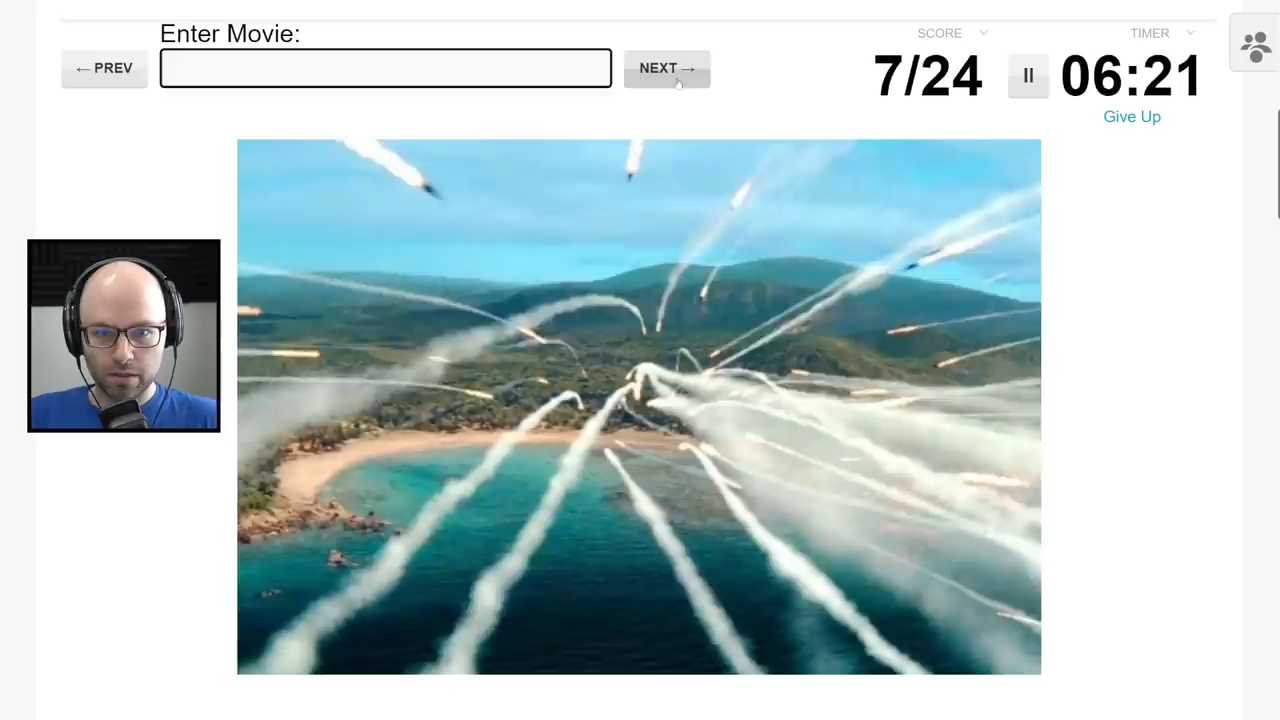 Enter Movie:
← PREV
NEXT →
SCORE
7/24
TIMER
06:21
Give Up